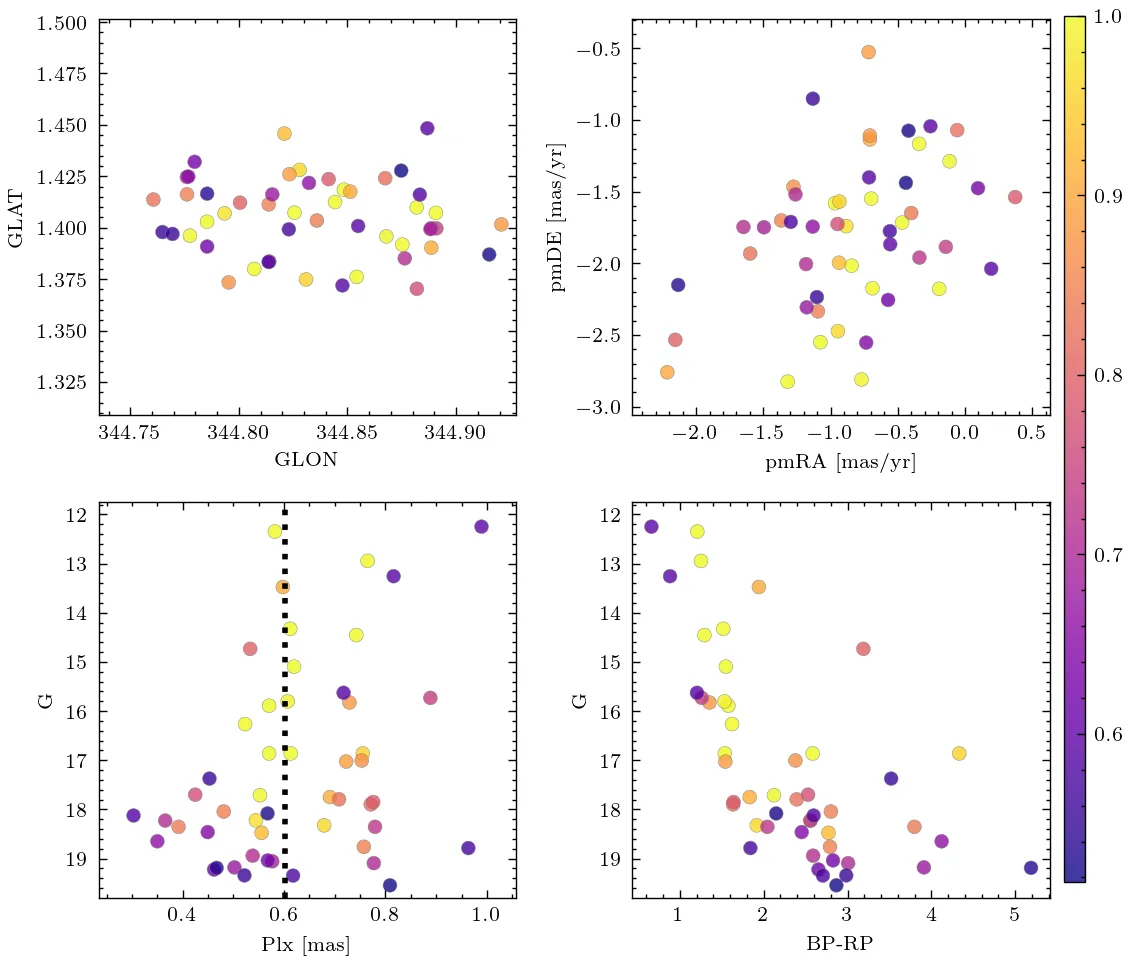 1.500
1.475
1.450
1.425
1.400
1.375
1.350
1.325
GLAT
344.75 344.80 344.85 344.90
GLON
−0.5
−1.0
−1.5
−2.0
−2.5
−3.0
pmDE [mas/yr]
−2.0 −1.5 −1.0 −0.5 0.0 0.5
pmRA [mas/yr]
12
13
14
15
16
17
18
19
G
0.4 0.6 0.8 1.0
Plx [mas]
12
13
14
15
16
17
18
19
G
1 2 3 4 5
BP-RP
1.0
0.9
0.8
0.7
0.6